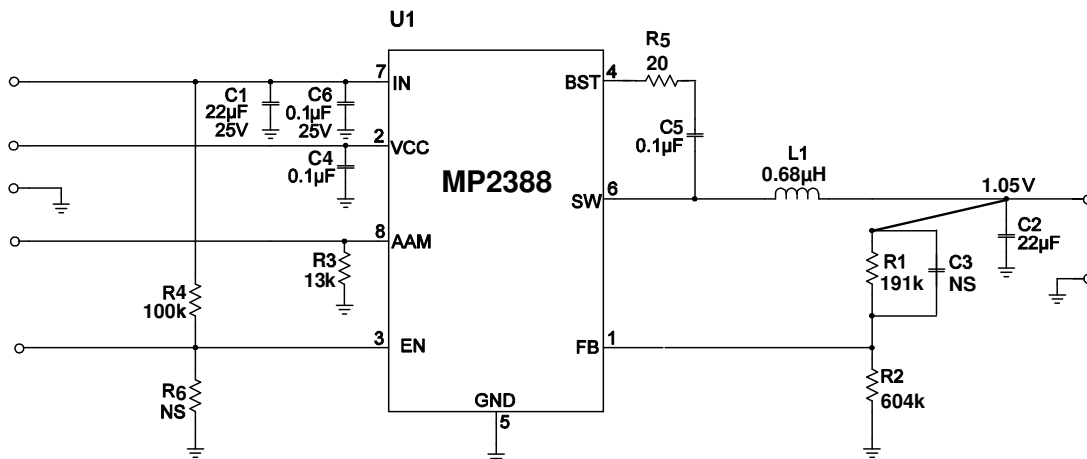 U1
7
IN
C1
22µF
25V
C6
0.1µF
25V
2
VCC
C4
0.1µF
MP2388
8
AAM
R3
13k
R4
100k
3
EN
R6
NS
GND
5
BST
4
R5
20
C5
0.1µF
SW
6
L1
0.68µH
1.05V
C2
22µF
R1
191k
C3
NS
FB
1
R2
604k